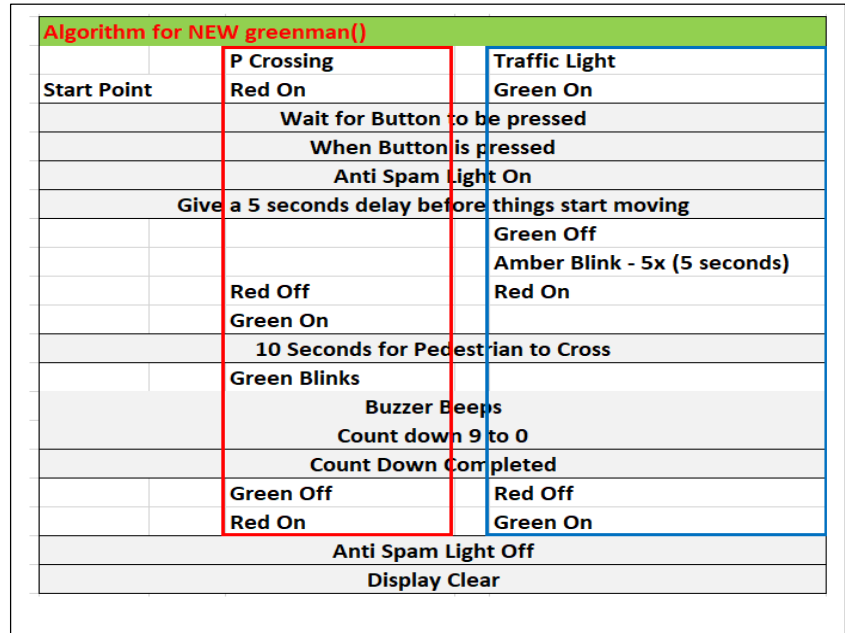 Algorithm for NEW greenman()
P Crossing Traffic Light
Start Point Red On Green On
Wait for Button to be pressed
When Button is pressed
Anti Spam Light On
Give a 5 seconds delay before things start moving
Green Off
Amber Blink - 5x (5 seconds)
Red Off Red On
Green On
10 Seconds for Pedestrian to Cross
Green Blinks
Buzzer Beeps
Count down 9 to 0
Count Down Completed
Green Off Red Off
Red On Green On
Anti Spam Light Off
Display Clear